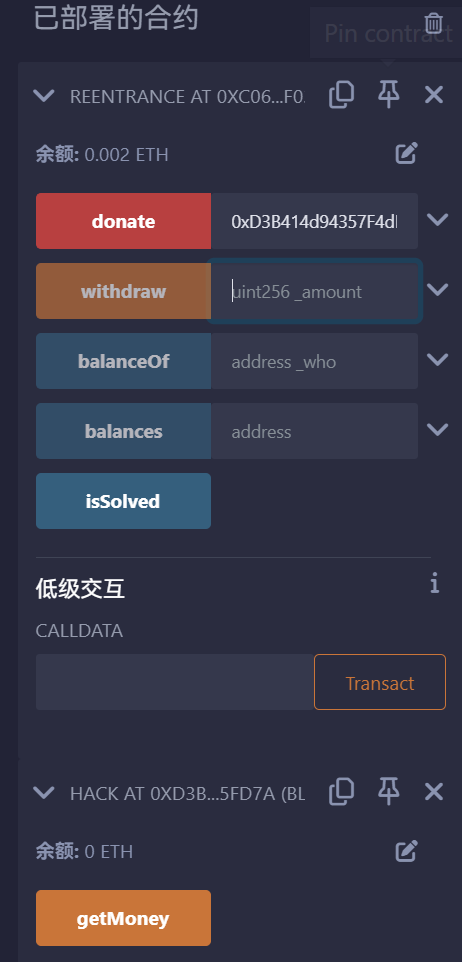 已部署的合约
Pin contract
REENTRANCE AT 0XC06...F0.
余额: 0.002 ETH
donate
0xD3B414d94357F4d
withdraw
uint256 _amount
balanceOf
address _who
balances
address
isSolved
低级交互
i
CALLDATA
Transact
HACK AT 0XD3B...5FD7A (BL
余额: 0 ETH
getMoney